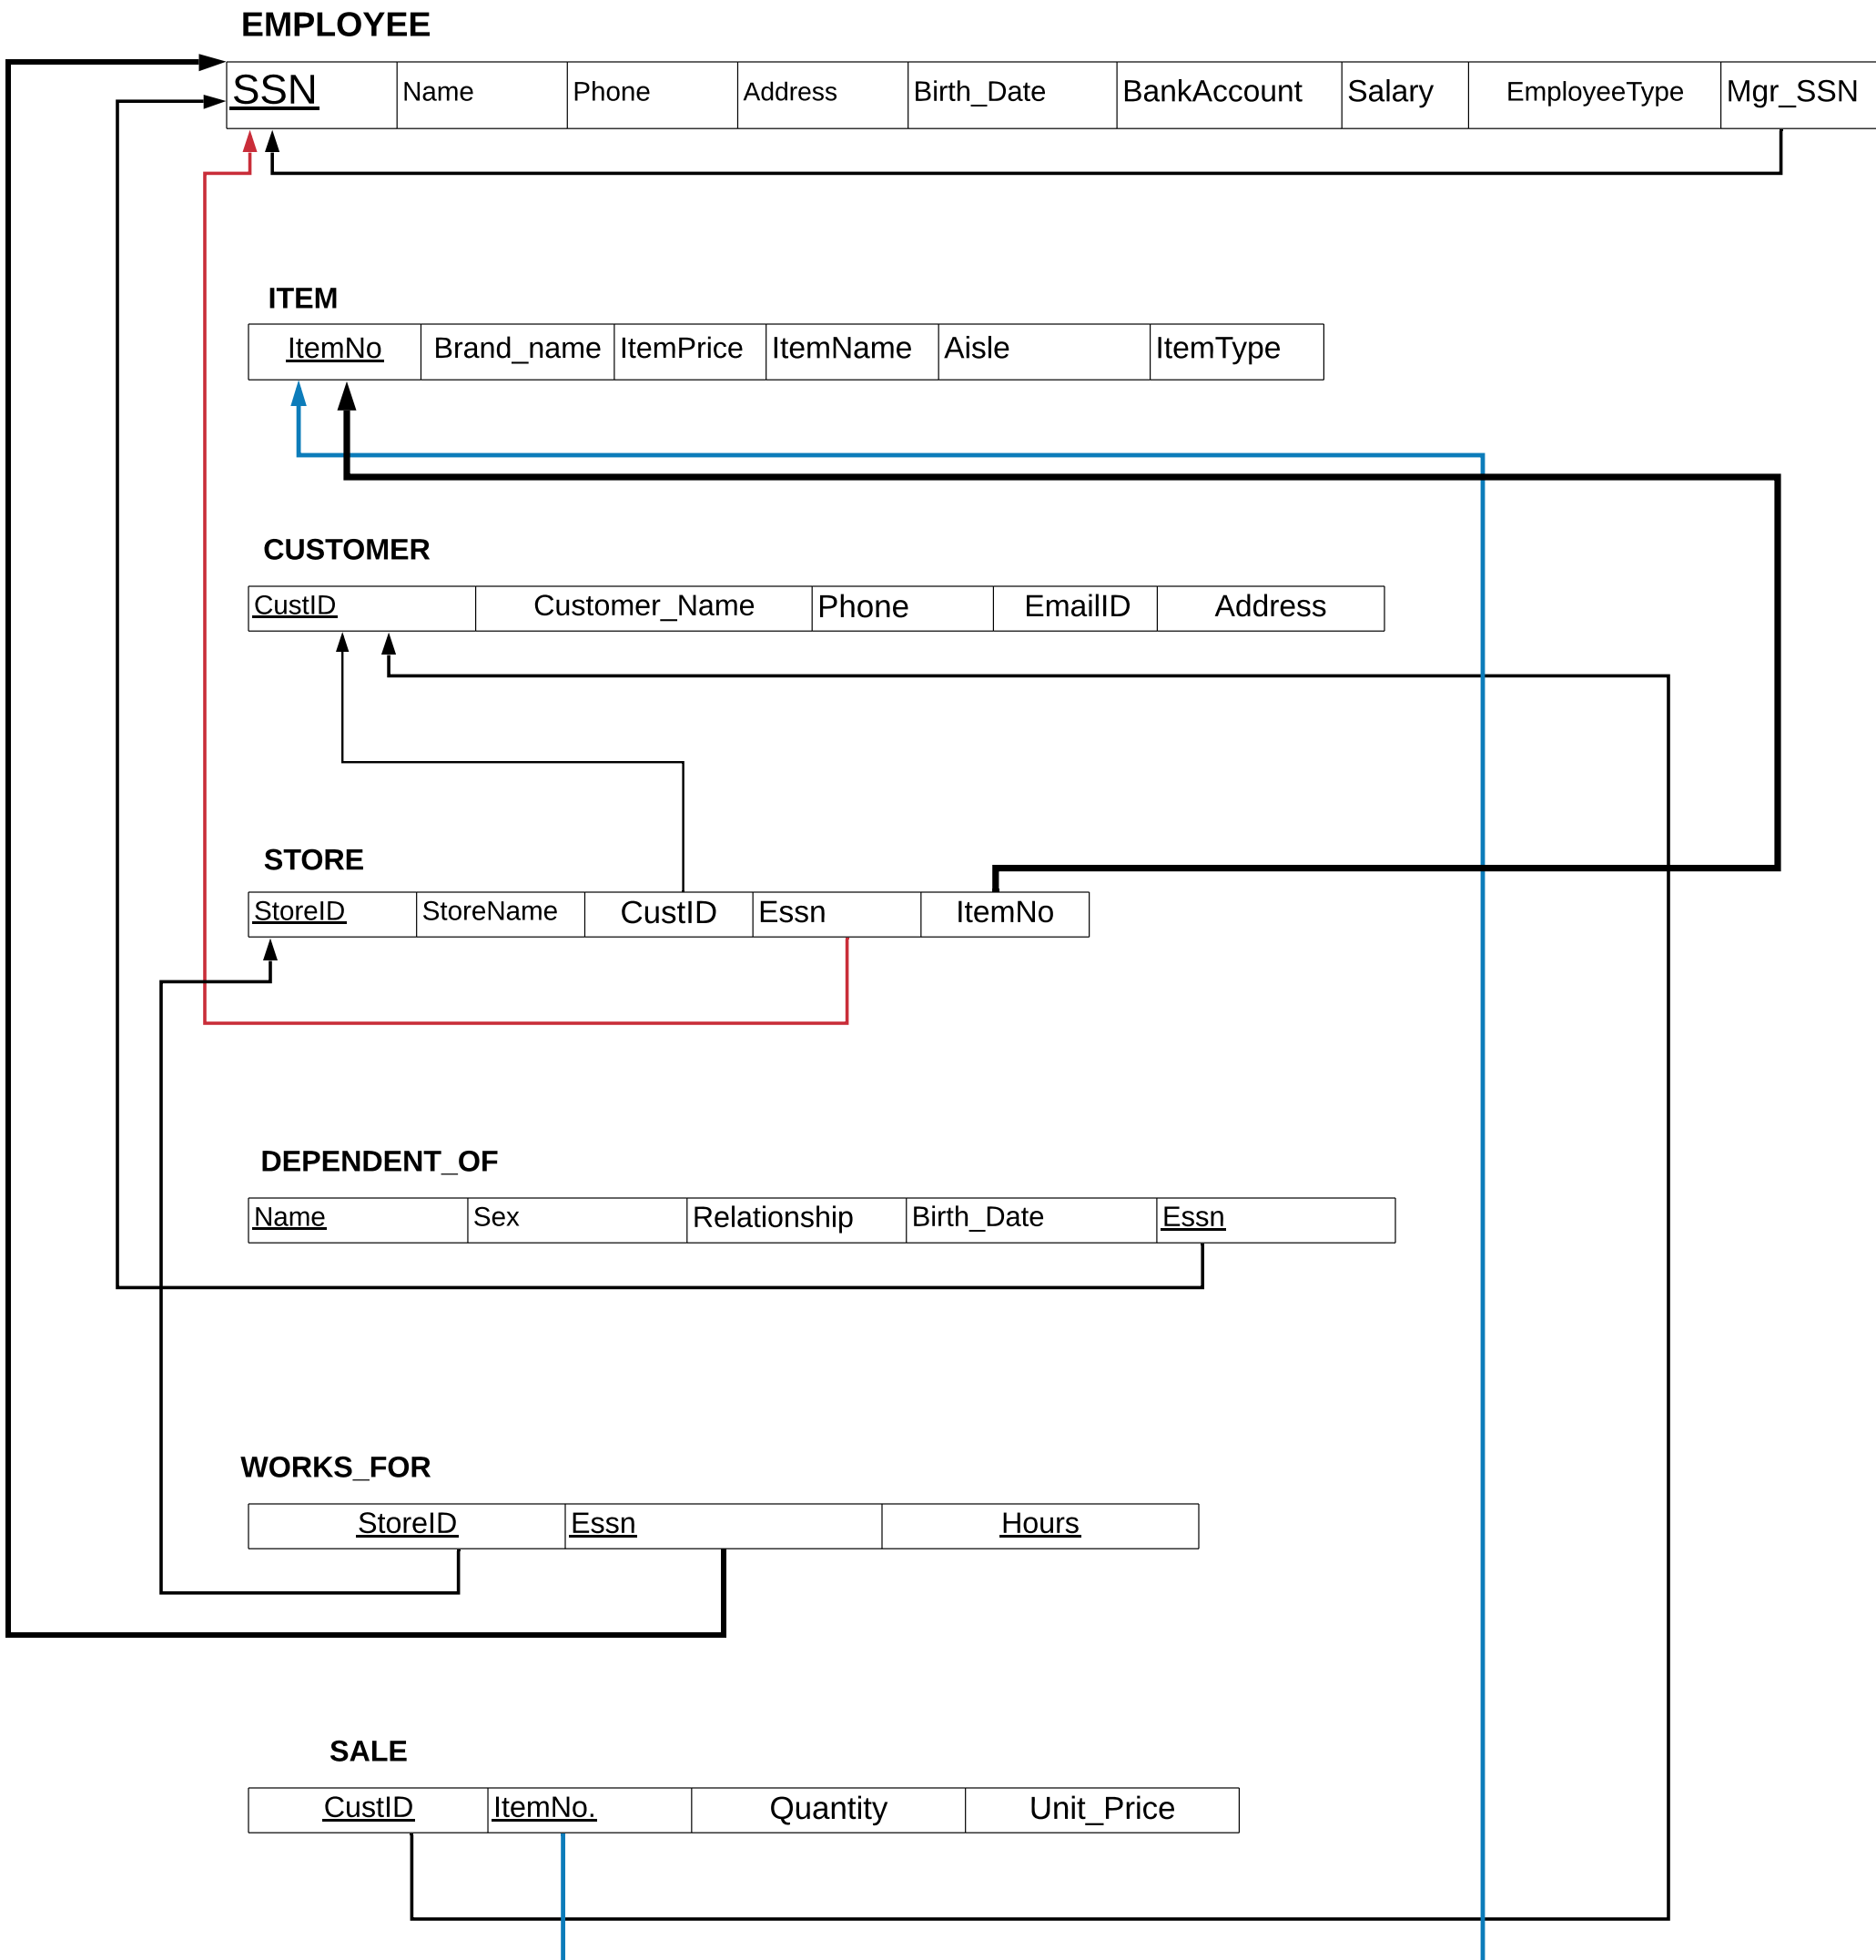 EMPLOYEE
SSN Name Phone Address Birth_Date BankAccount Salary EmployeeType Mgr_SSN
ITEM
ItemNo Brand_name ItemPrice ItemName Aisle ItemType
CUSTOMER
CustID Customer_Name Phone EmailID Address
STORE
StoreID StoreName CustID Essn ItemNo
DEPENDENT_OF
Name Sex Relationship Birth_Date Essn
WORKS_FOR
StoreID Essn Hours
SALE
CustID ItemNo. Quantity Unit_Price